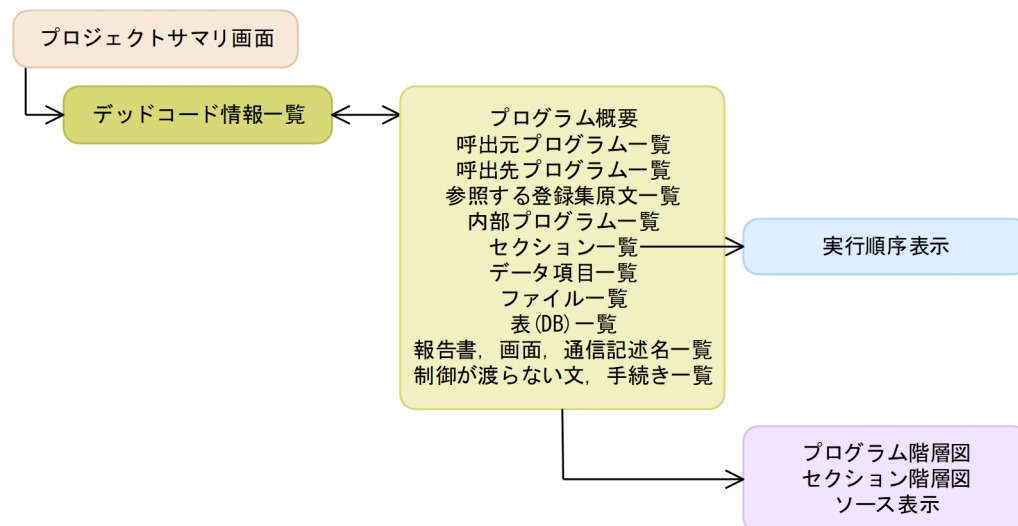 プロジェクトサマリ画面
デッドコード情報一覧
プログラム概要
呼出元プログラム一覧
呼出先プログラム一覧
参照する登録集原文一覧
内部プログラム一覧
セクション一覧
データ項目一覧
ファイル一覧
表(DB)一覧
報告書，画面，通信記述名一覧
制御が渡らない文，手続き一覧
実行順序表示
プログラム階層図
セクション階層図
ソース表示